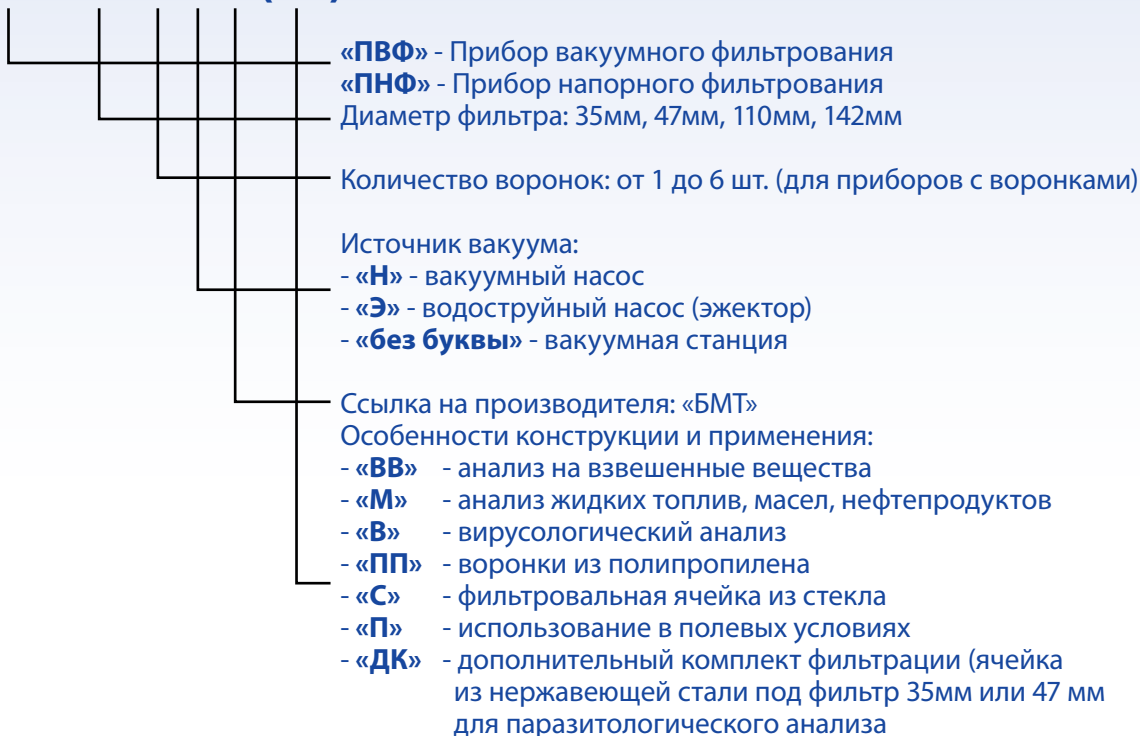 «ПВФ» - Прибор вакуумного фильтрования
«ПНФ» - Прибор напорного фильтрования
Диаметр фильтра: 35мм, 47мм, 110мм, 142мм
Количество воронок: от 1 до 6 шт. (для приборов с воронками)
Источник вакуума:
- «Н» - вакуумный насос
- «Э» - водоструйный насос (эжектор)
- «без буквы» - вакуумная станция
Ссылка на производителя: «БМТ»
Особенности конструкции и применения:
- «ВВ» - анализ на взвешенные вещества
- «М» - анализ жидких топлив, масел, нефтепродуктов
- «В» - вирусологический анализ
- «ПП» - воронки из полипропилена
- «С» - фильтровальная ячейка из стекла
- «П» - использование в полевых условиях
- «ДК» - дополнительный комплект фильтрации (ячейка
из нержавеющей стали под фильтр 35мм или 47 мм
для паразитологического анализа